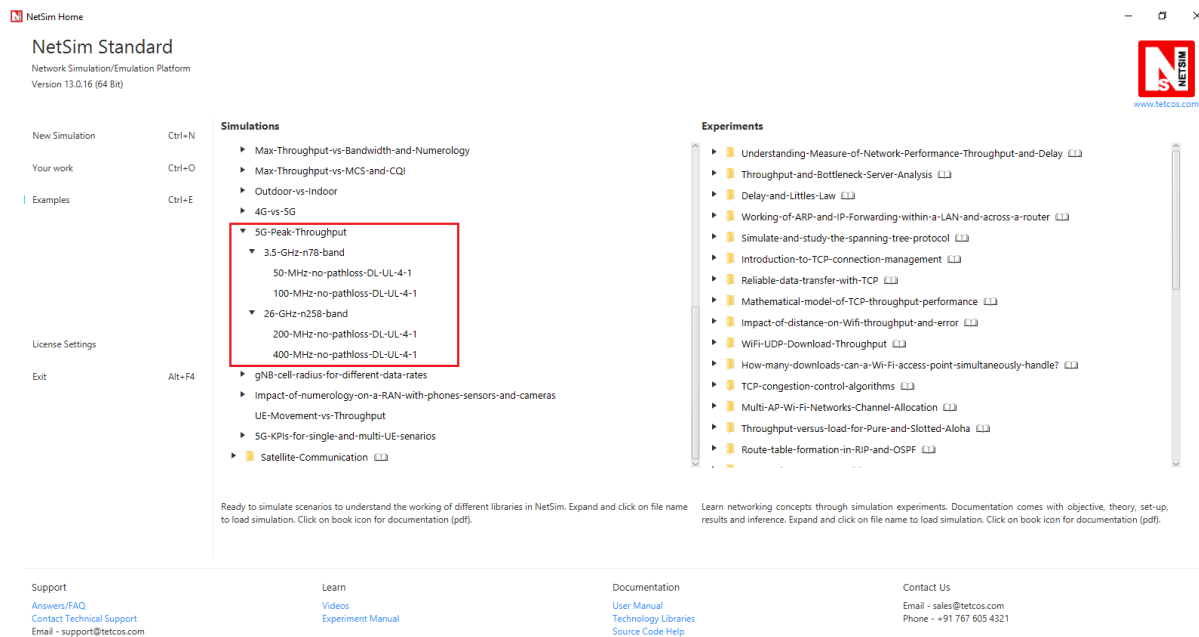 NetSim Home
NetSim Standard
Network Simulation/Emulation Platform
Version 13.0.16 (64 Bit)
NETSIM
NS
www.tetcos.com
New Simulation Ctrl+N
Your work Ctrl+O
Examples Ctrl+E
License Settings
Exit Alt+F4
Simulations
Max-Throughput-vs-Bandwidth-and-Numerology
Max-Throughput-vs-MCS-and-CQI
Outdoor-vs-Indoor
4G-vs-5G
5G-Peak-Throughput
3.5-GHz-n78-band
50-MHz-no-pathloss-DL-UL-4-1
100-MHz-no-pathloss-DL-UL-4-1
26-GHz-n258-band
200-MHz-no-pathloss-DL-UL-4-1
400-MHz-no-pathloss-DL-UL-4-1
gNB-cell-radius-for-different-data-rates
Impact-of-numerology-on-a-RAN-with-phones-sensors-and-cameras
UE-Movement-vs-Throughput
5G-KPIs-for-single-and-multi-UE-senarios
Satellite-Communication
Ready to simulate scenarios to understand the working of different libraries in NetSim. Expand and click on file name
to load simulation. Click on book icon for documentation (pdf).
Experiments
Understanding-Measure-of-Network-Performance-Throughput-and-Delay
Throughput-and-Bottleneck-Server-Analysis
Delay-and-Littles-Law
Working-of-ARP-and-IP-Forwarding-within-a-LAN-and-across-a-router
Simulate-and-study-the-spanning-tree-protocol
Introduction-to-TCP-connection-management
Reliable-data-transfer-with-TCP
Mathematical-model-of-TCP-throughput-performance
Impact-of-distance-on-Wifi-throughput-and-error
WiFi-UDP-Download-Throughput
How-many-downloads-can-a-Wi-Fi-access-point-simultaneously-handle?
TCP-congestion-control-algorithms
Multi-AP-Wi-Fi-Networks-Channel-Allocation
Throughput-versus-load-for-Pure-and-Slotted-Aloha
Route-table-formation-in-RIP-and-OSPF
Learn networking concepts through simulation experiments. Documentation comes with objective, theory, set-up,
results and inference. Expand and click on file name to load simulation. Click on book icon for documentation (pdf).
Support
Answers/FAQ
Contact Technical Support
Email - support@tetcos.com
Learn
Videos
Experiment Manual
Documentation
User Manual
Technology Libraries
Source Code Help
Contact Us
Email - sales@tetcos.com
Phone - +91 767 605 4321